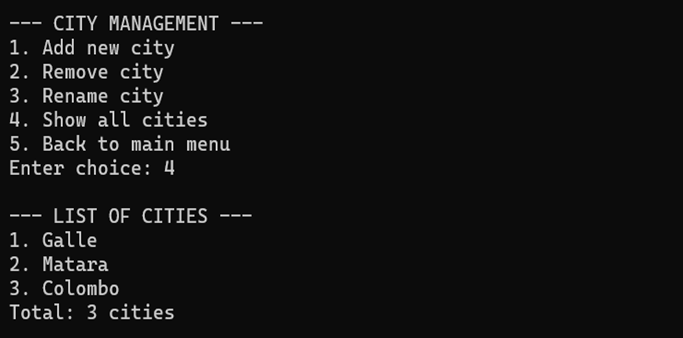 --- CITY MANAGEMENT ---
1. Add new city
2. Remove city
3. Rename city
4. Show all cities
5. Back to main menu
Enter choice: 4

--- LIST OF CITIES ---
1. Galle
2. Matara
3. Colombo
Total: 3 cities